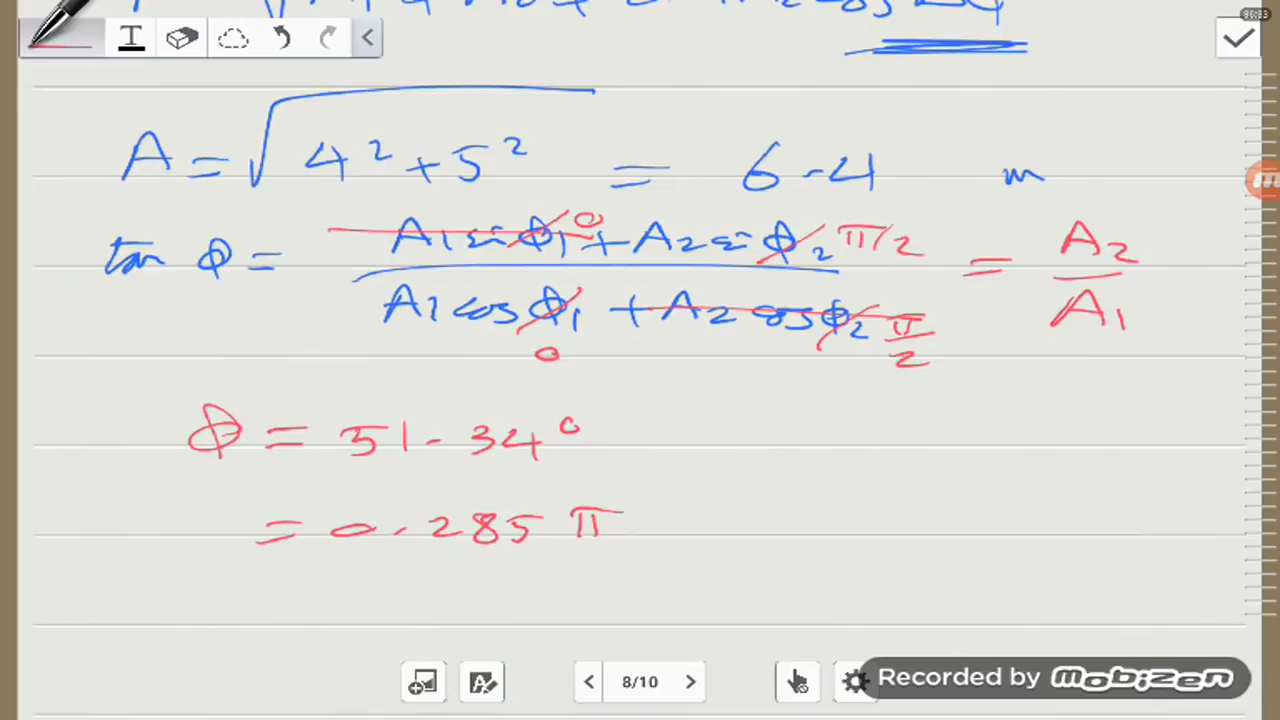 T
A = √4² + 5² = 6.4 m
tan Φ = A₁ sin Φ₁ 0 + A₂ sin Φ₂ π/2 / A₁ cos Φ₁ 0 + A₂ cos Φ₂ π/2 = A₂ / A₁
Φ = 51.34°
= 0.285 π
8/10
Recorded by mobizen